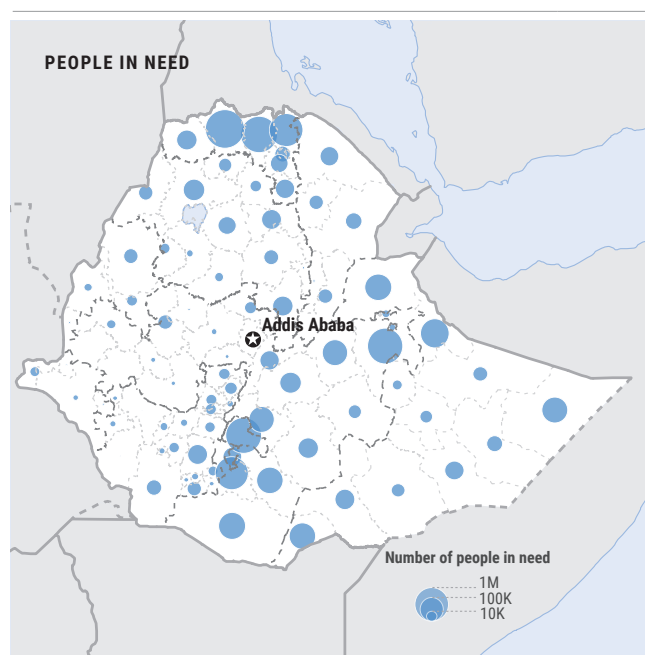 PEOPLE IN NEED
Addis Ababa
Number of people in need
1M
100K
10K